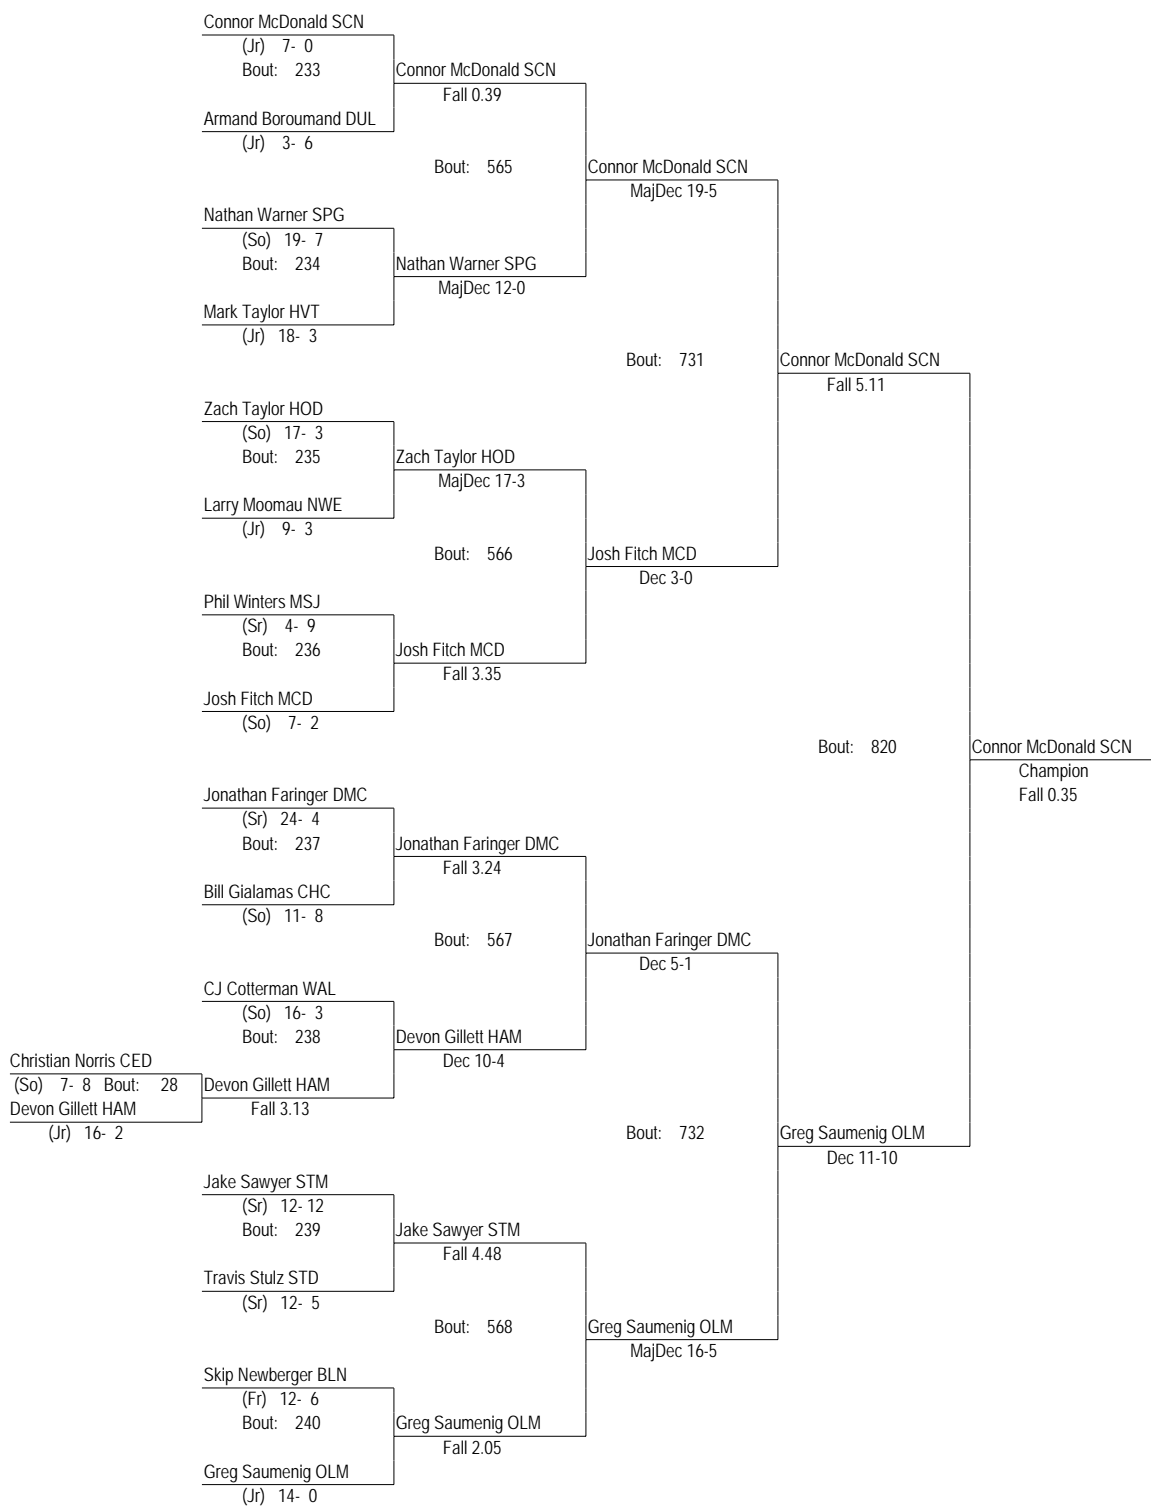 Connor McDonald SCN
(Jr) 7- 0
Bout: 233
Connor McDonald SCN
Fall 0.39
Armand Boroumand DUL
(Jr) 3- 6
Bout: 565
Connor McDonald SCN
MajDec 19-5
Nathan Warner SPG
(So) 19- 7
Bout: 234
Nathan Warner SPG
MajDec 12-0
Mark Taylor HVT
(Jr) 18- 3
Bout: 731
Connor McDonald SCN
Fall 5.11
Zach Taylor HOD
(So) 17- 3
Bout: 235
Zach Taylor HOD
MajDec 17-3
Larry Moomau NWE
(Jr) 9- 3
Bout: 566
Josh Fitch MCD
Dec 3-0
Phil Winters MSJ
(Sr) 4- 9
Bout: 236
Josh Fitch MCD
Fall 3.35
Josh Fitch MCD
(So) 7- 2
Bout: 820
Connor McDonald SCN
Champion
Fall 0.35
Jonathan Faringer DMC
(Sr) 24- 4
Bout: 237
Jonathan Faringer DMC
Fall 3.24
Bill Gialamas CHC
(So) 11- 8
Bout: 567
Jonathan Faringer DMC
Dec 5-1
CJ Cotterman WAL
(So) 16- 3
Bout: 238
Devon Gillett HAM
Dec 10-4
Christian Norris CED
(So) 7- 8 Bout: 28
Devon Gillett HAM
Fall 3.13
Devon Gillett HAM
(Jr) 16- 2
Bout: 732
Greg Saumenig OLM
Dec 11-10
Jake Sawyer STM
(Sr) 12- 12
Bout: 239
Jake Sawyer STM
Fall 4.48
Travis Stulz STD
(Sr) 12- 5
Bout: 568
Greg Saumenig OLM
MajDec 16-5
Skip Newberger BLN
(Fr) 12- 6
Bout: 240
Greg Saumenig OLM
Fall 2.05
Greg Saumenig OLM
(Jr) 14- 0